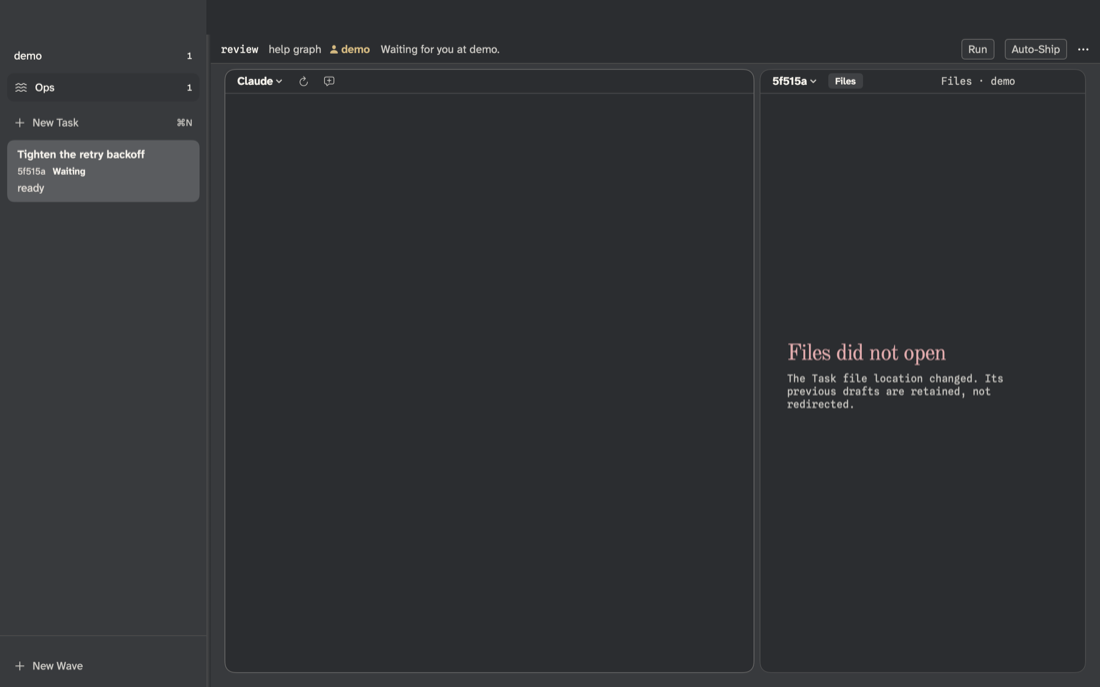 demo 1
Ops 1
New Task ⌘N
Tighten the retry backoff
5f515a Waiting
ready
New Wave
review help graph demo Waiting for you at demo.
Run Auto-Ship
Claude
5f515a Files Files · demo
Files did not open
The Task file location changed. Its
previous drafts are retained, not
redirected.